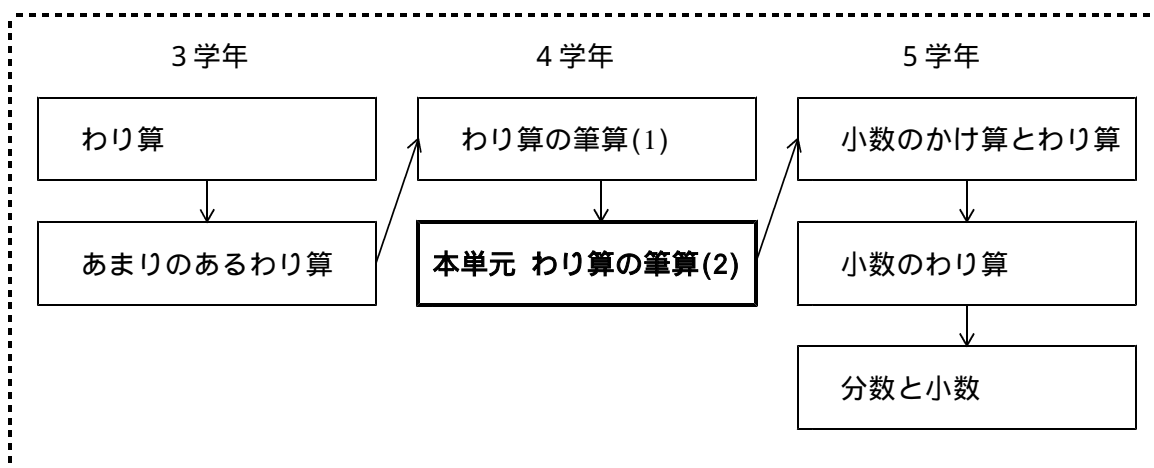 3学年
わり算
あまりのあるわり算
4学年
わり算の筆算(1)
本単元 わり算の筆算(2)
5学年
小数のかけ算とわり算
小数のわり算
分数と小数